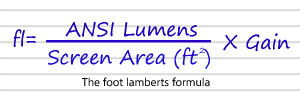 fl= ANSI Lumens
Screen Area (ft²) X Gain
The foot lamberts formula